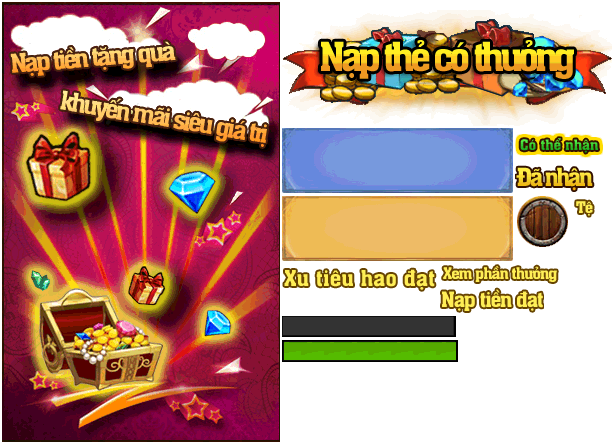 Nạp tiền tặng quà
khuyến mãi siêu giá trị
Nạp thẻ có thưởng
Có thể nhận
Đã nhận
Tệ
Xu tiêu hao đạt
Xem phần thưởng
Nạp tiền đạt